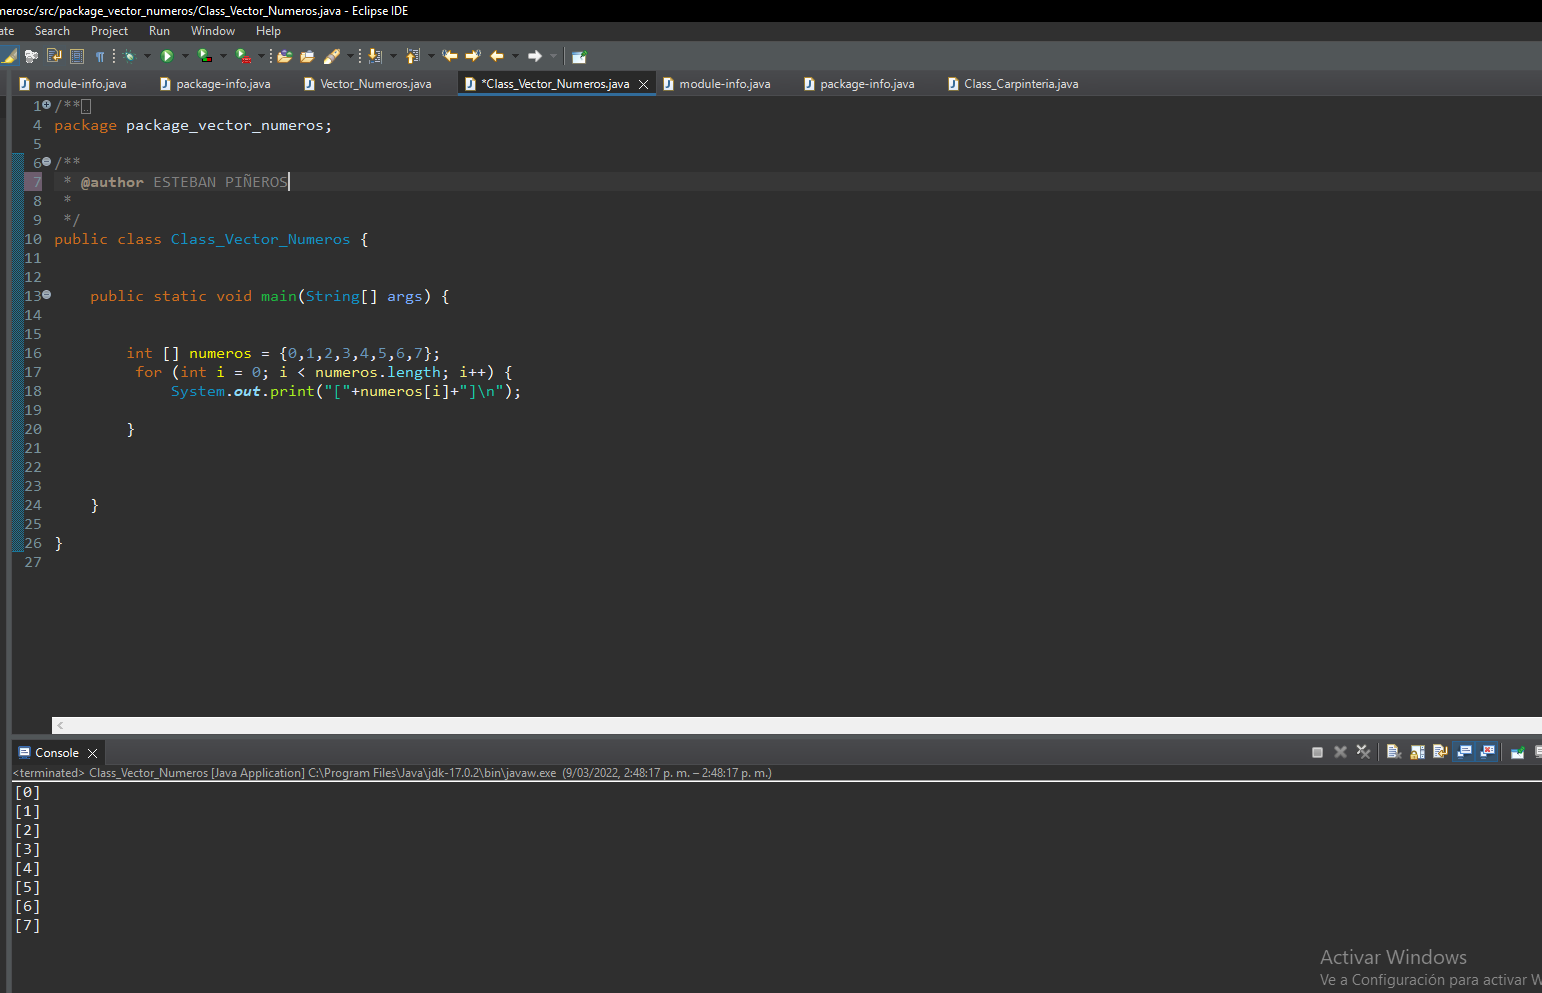 nerosc/src/package_vector_numeros/Class_Vector_Numeros.java - Eclipse IDE
ate Search Project Run Window Help
module-info.java package-info.java Vector_Numeros.java *Class_Vector_Numeros.java module-info.java package-info.java Class_Carpinteria.java
1 /**
4 package package_vector_numeros;
5
6 /**
7 * @author ESTEBAN PIÑEROS
8 *
9 */
10 public class Class_Vector_Numeros {
11
12
13 public static void main(String[] args) {
14
15
16 int [] numeros = {0,1,2,3,4,5,6,7};
17 for (int i = 0; i < numeros.length; i++) {
18 System.out.print("["+numeros[i]+"]\n");
19
20 }
21
22
23
24 }
25
26 }
27
Console
<terminated> Class_Vector_Numeros [Java Application] C:\Program Files\Java\jdk-17.0.2\bin\javaw.exe (9/03/2022, 2:48:17 p. m. – 2:48:17 p. m.)
[0]
[1]
[2]
[3]
[4]
[5]
[6]
[7]
Activar Windows
Ve a Configuración para activar W